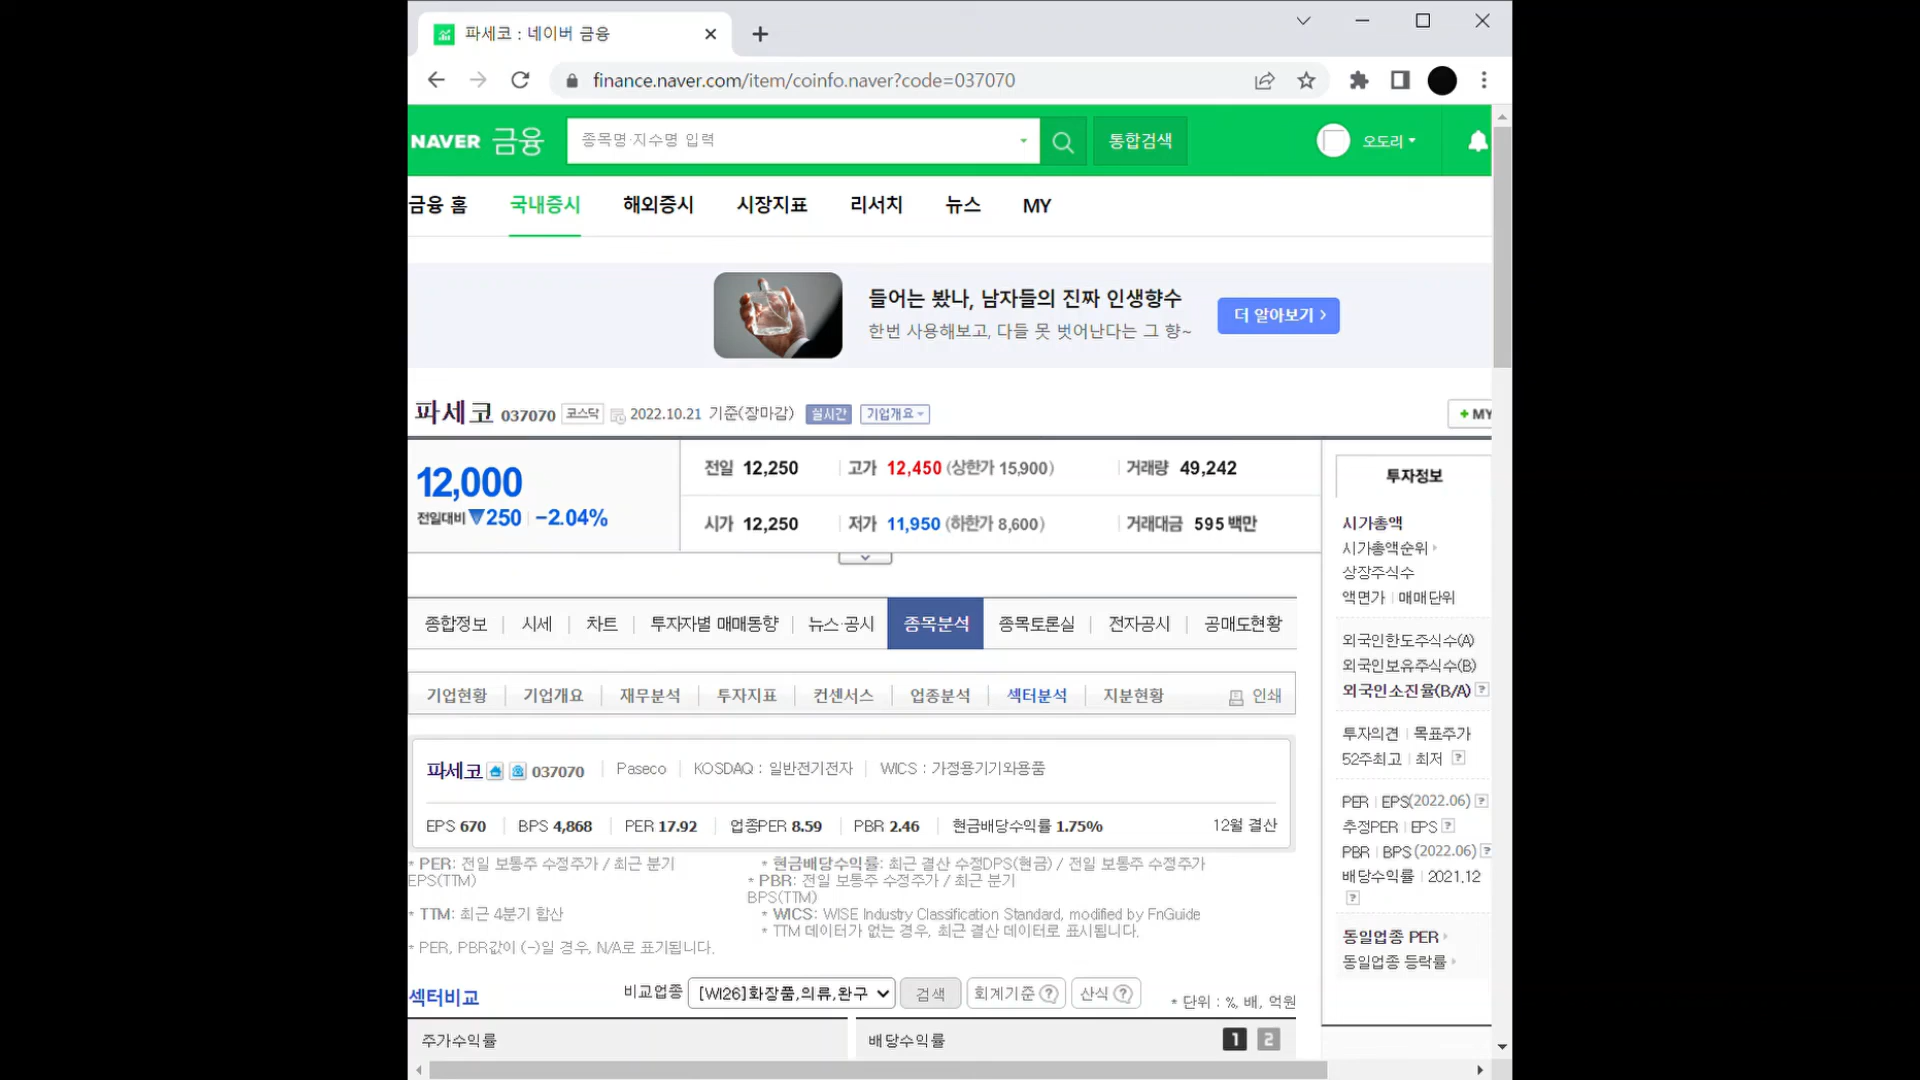 파세코 : 네이버 금융
finance.naver.com/item/coinfo.naver?code=037070
NAVER 금융 종목명·지수명 입력 통합검색 오도리
금융 홈 국내증시 해외증시 시장지표 리서치 뉴스 MY
들어는 봤나, 남자들의 진짜 인생향수
한번 사용해보고, 다들 못 벗어난다는 그 향~
더 알아보기 >
파세코 037070 코스닥 2022.10.21 기준(장마감) 실시간 기업개요
+ MY
12,000
전일대비 ▼250 -2.04%
전일 12,250 고가 12,450 (상한가 15,900) 거래량 49,242
시가 12,250 저가 11,950 (하한가 8,600) 거래대금 595 백만
종합정보 시세 차트 투자자별 매매동향 뉴스·공시 종목분석 종목토론실 전자공시 공매도현황
기업현황 기업개요 재무분석 투자지표 컨센서스 업종분석 섹터분석 지분현황 인쇄
파세코 037070 Paseco KOSDAQ : 일반전기전자 WICS : 가정용기기와용품
EPS 670 BPS 4,868 PER 17.92 업종PER 8.59 PBR 2.46 현금배당수익률 1.75% 12월 결산
* PER: 전일 보통주 수정주가 / 최근 분기
EPS(TTM)
* TTM: 최근 4분기 합산
* PER, PBR값이 (-)일 경우, N/A로 표기됩니다.
* 현금배당수익률: 최근 결산 수정DPS(현금) / 전일 보통주 수정주가
* PBR: 전일 보통주 수정주가 / 최근 분기
BPS(TTM)
* WICS: WISE Industry Classification Standard, modified by FnGuide
* TTM 데이터가 없는 경우, 최근 결산 데이터로 표시됩니다.
섹터비교 비교업종 [WI26]화장품,의류,완구 검색 회계기준 ? 산식 ? * 단위 : %, 배, 억원
주가수익률 배당수익률 1 2
투자정보
시가총액
시가총액순위
상장주식수
액면가 매매단위
외국인한도주식수(A)
외국인보유주식수(B)
외국인소진율(B/A) ?
투자의견 목표주가
52주최고 최저 ?
PER EPS(2022.06) ?
추정PER EPS ?
PBR BPS (2022.06) ?
배당수익률 2021.12
?
동일업종 PER
동일업종 등락률